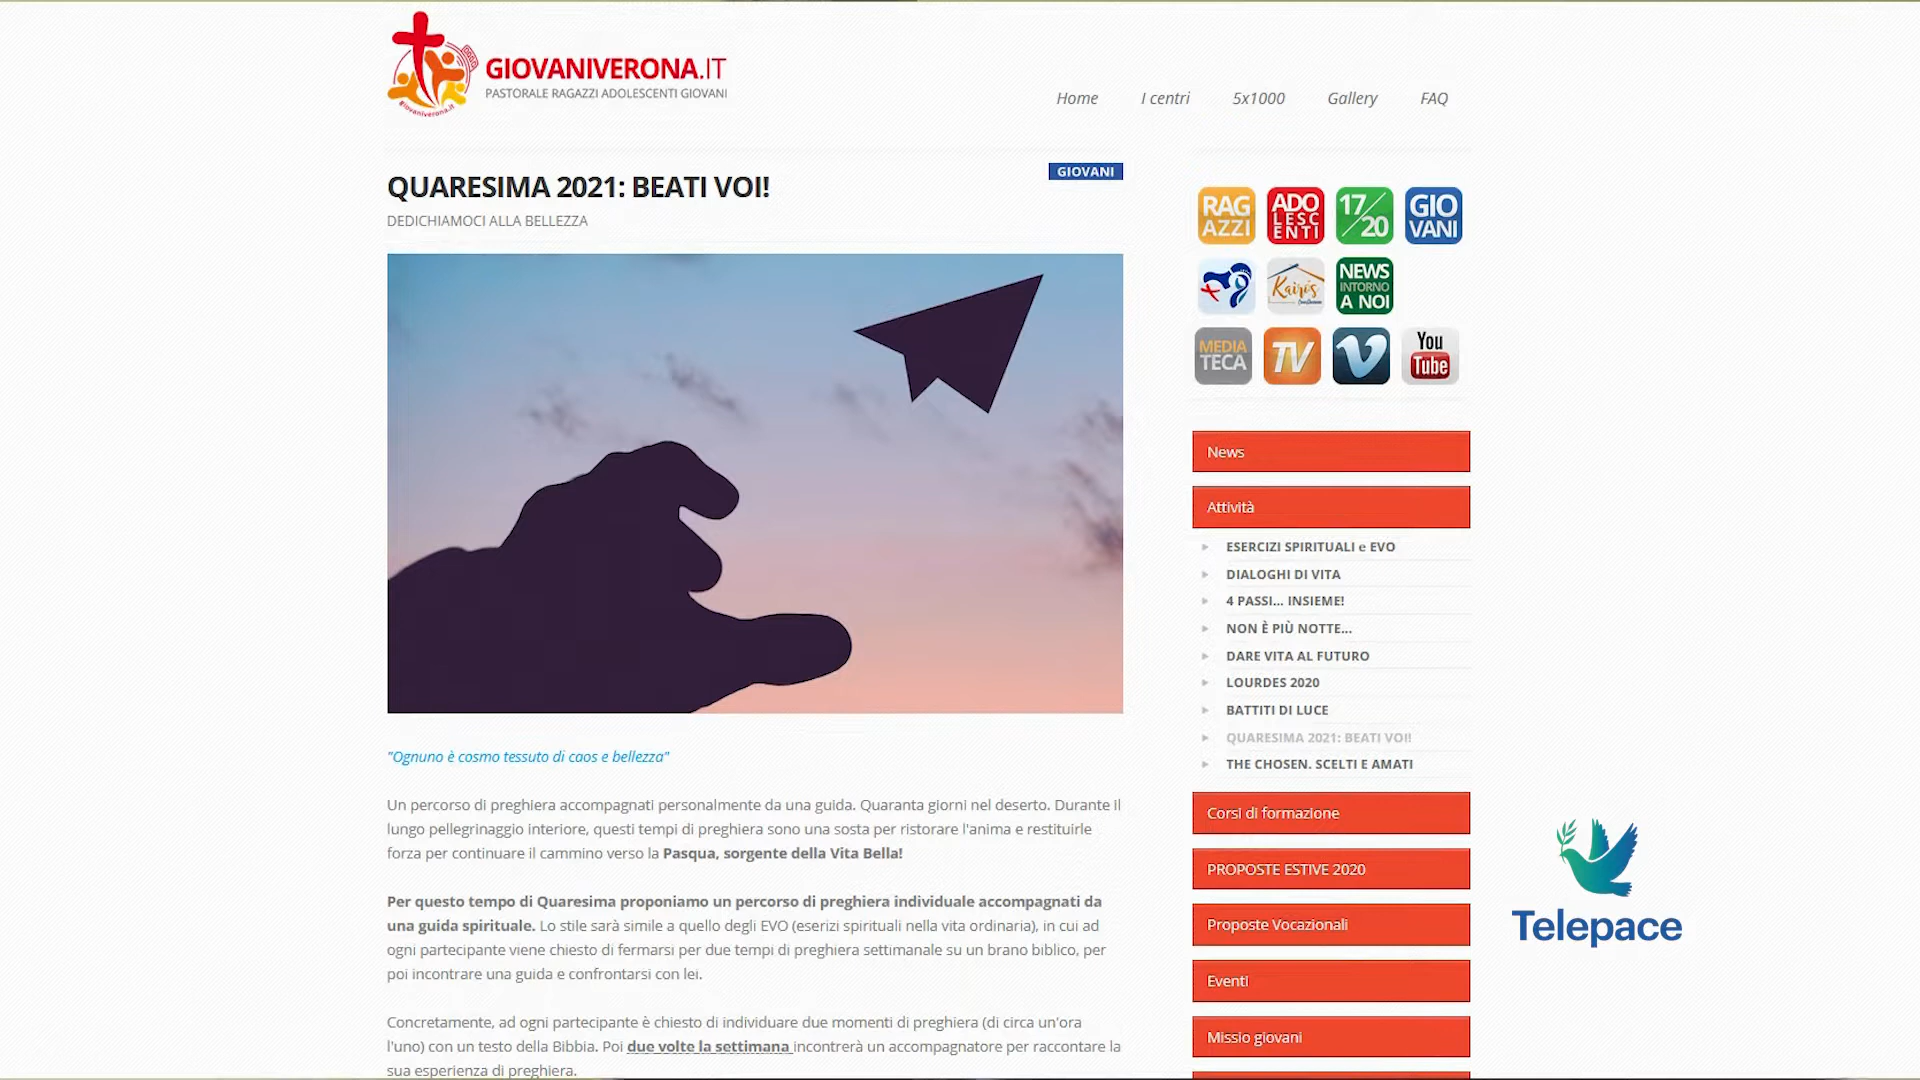 GIOVANIVERONA.IT
PASTORALE RAGAZZI ADOLESCENTI GIOVANI
giovaniverona.it
Home
I centri
5x1000
Gallery
FAQ
QUARESIMA 2021: BEATI VOI!
GIOVANI
DEDICHIAMOCI ALLA BELLEZZA
"Ognuno è cosmo tessuto di caos e bellezza"
Un percorso di preghiera accompagnati personalmente da una guida. Quaranta giorni nel deserto. Durante il
lungo pellegrinaggio interiore, questi tempi di preghiera sono una sosta per ristorare l'anima e restituirle
forza per continuare il cammino verso la Pasqua, sorgente della Vita Bella!
Per questo tempo di Quaresima proponiamo un percorso di preghiera individuale accompagnati da
una guida spirituale. Lo stile sarà simile a quello degli EVO (eserizi spirituali nella vita ordinaria), in cui ad
ogni partecipante viene chiesto di fermarsi per due tempi di preghiera settimanale su un brano biblico, per
poi incontrare una guida e confrontarsi con lei.
Concretamente, ad ogni partecipante è chiesto di individuare due momenti di preghiera (di circa un'ora
l'uno) con un testo della Bibbia. Poi due volte la settimana incontrerà un accompagnatore per raccontare la
sua esperienza di preghiera.
RAG
AZZI
ADO
LESC
ENTI
17/20
GIO
VANI
Kairós
NEWS
INTORNO
A NOI
MEDIA
TECA
TV
You
Tube
News
Attività
ESERCIZI SPIRITUALI e EVO
DIALOGHI DI VITA
4 PASSI... INSIEME!
NON È PIÙ NOTTE...
DARE VITA AL FUTURO
LOURDES 2020
BATTITI DI LUCE
QUARESIMA 2021: BEATI VOI!
THE CHOSEN. SCELTI E AMATI
Corsi di formazione
PROPOSTE ESTIVE 2020
Proposte Vocazionali
Eventi
Missio giovani
Telepace